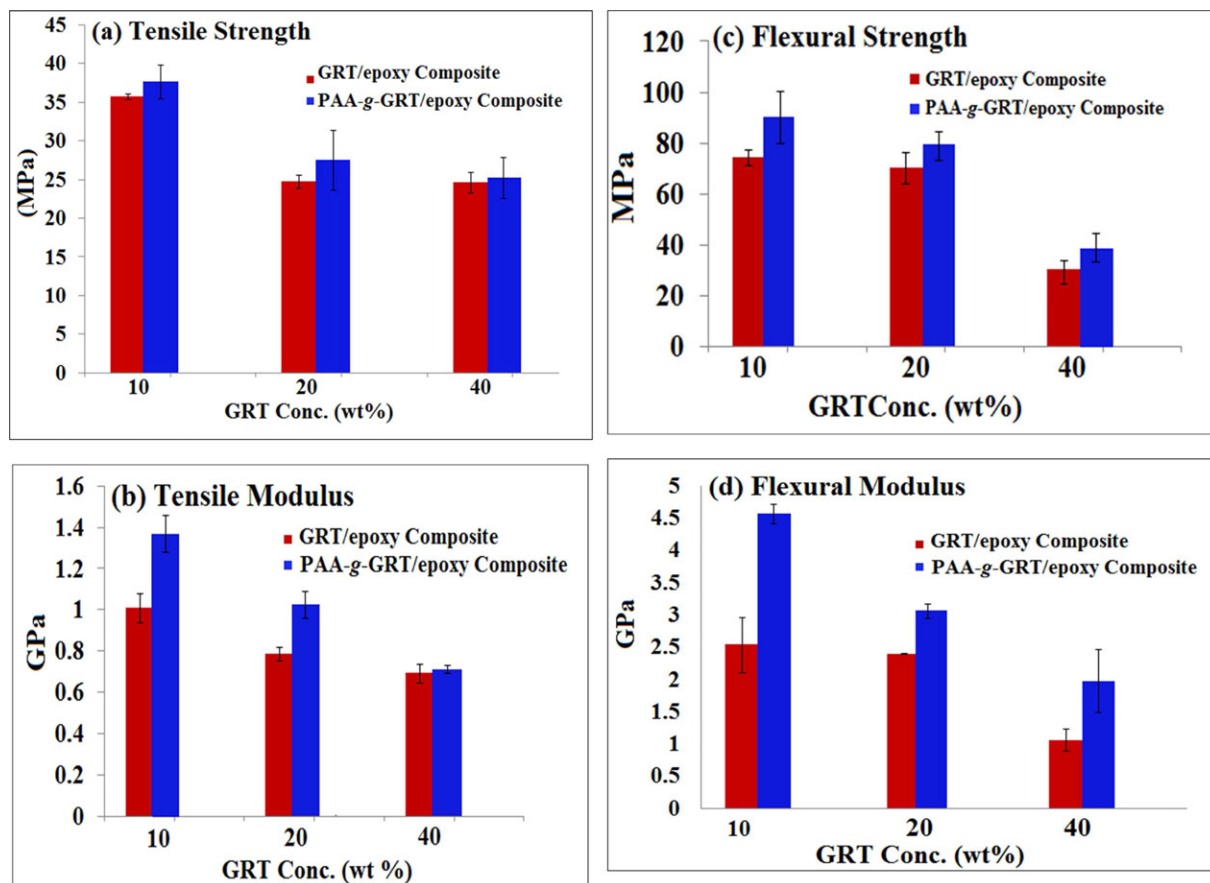 (a) Tensile Strength
GRT/epoxy Composite
PAA-g-GRT/epoxy Composite
(MPa)
45
40
35
30
25
20
15
10
5
0
10 20 40
GRT Conc. (wt%)
(c) Flexural Strength
GRT/epoxy Composite
PAA-g-GRT/epoxy Composite
MPa
120
100
80
60
40
20
0
10 20 40
GRTConc. (wt%)
(b) Tensile Modulus
GRT/epoxy Composite
PAA-g-GRT/epoxy Composite
GPa
1.6
1.4
1.2
1
0.8
0.6
0.4
0.2
0
10 20 40
GRT Conc. (wt %)
(d) Flexural Modulus
GRT/epoxy Composite
PAA-g-GRT/epoxy Composite
GPa
5
4.5
4
3.5
3
2.5
2
1.5
1
0.5
0
10 20 40
GRT Conc. (wt%)